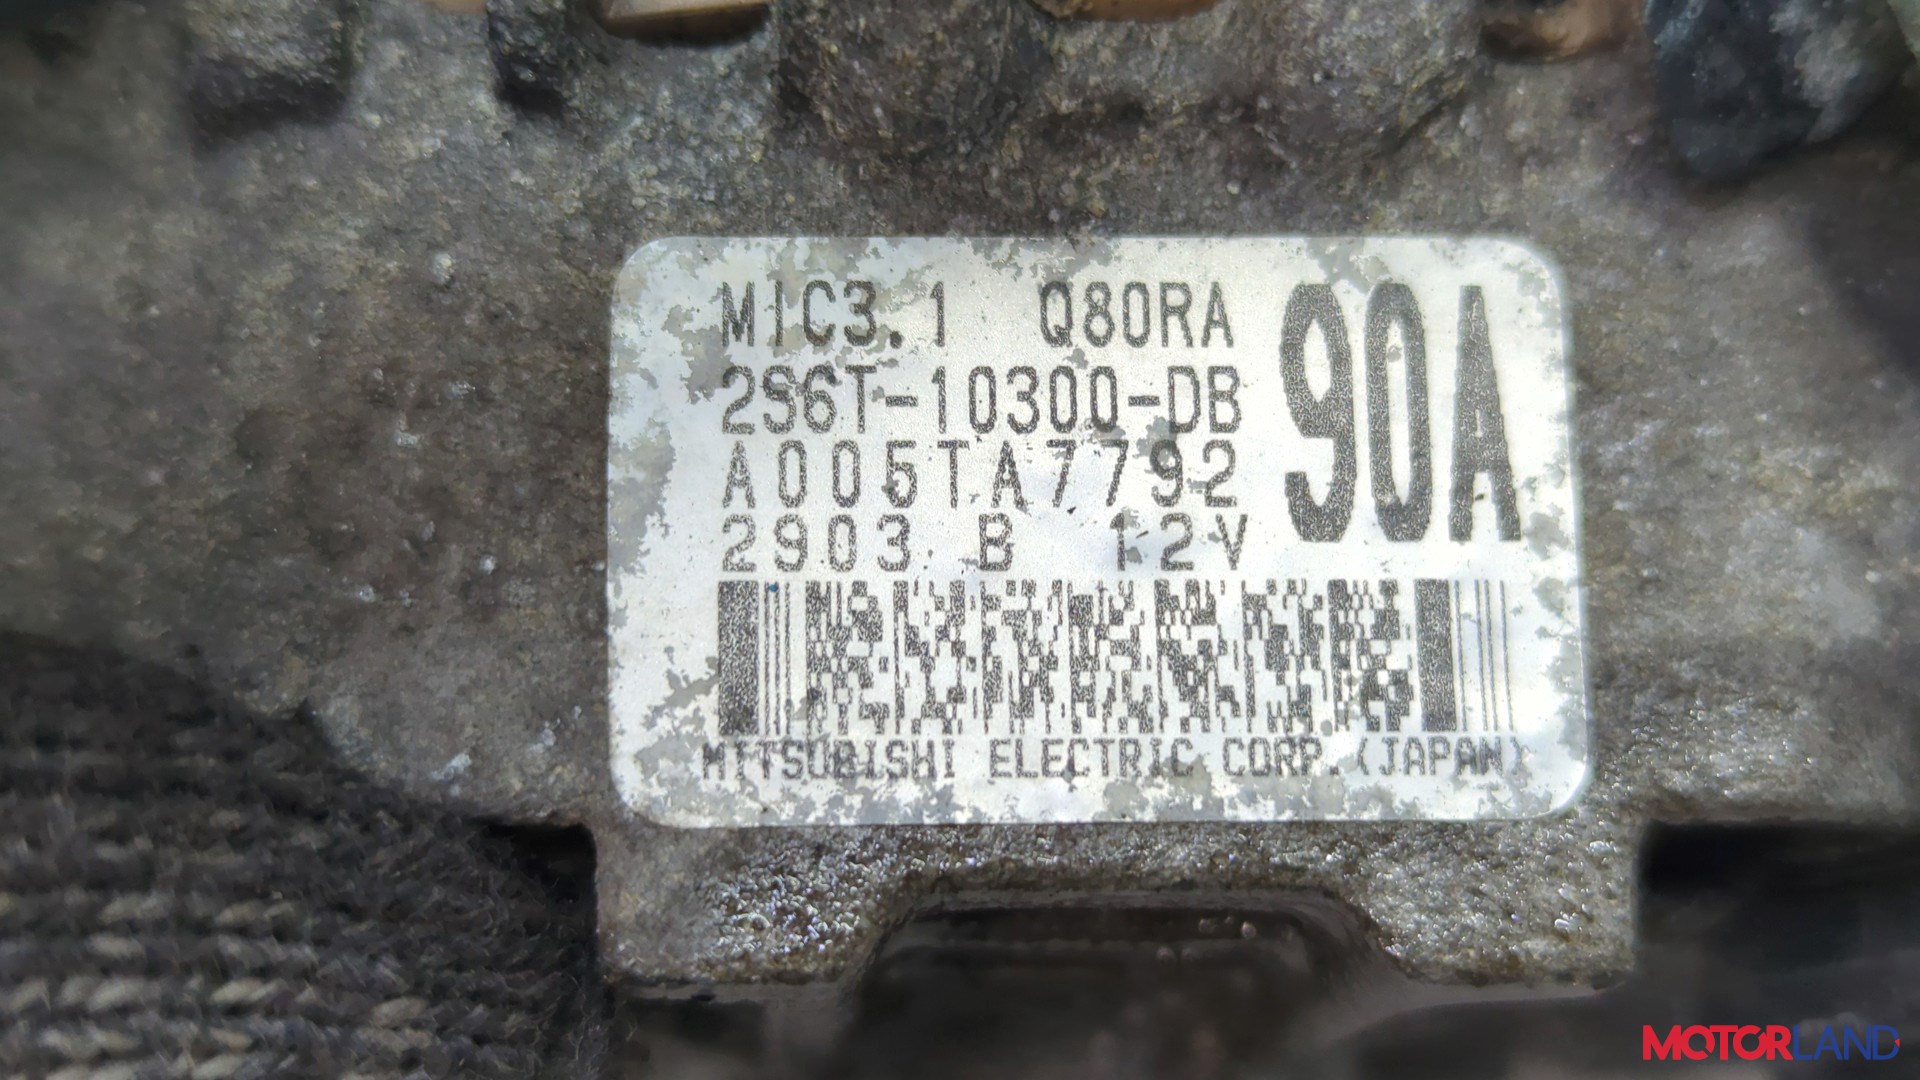 MIC3.1 Q80RA
90A
2S6T-10300-DB
A005TA7792
2903 B 12V
MITSUBISHI ELECTRIC CORP.(JAPAN)
MOTORLAND